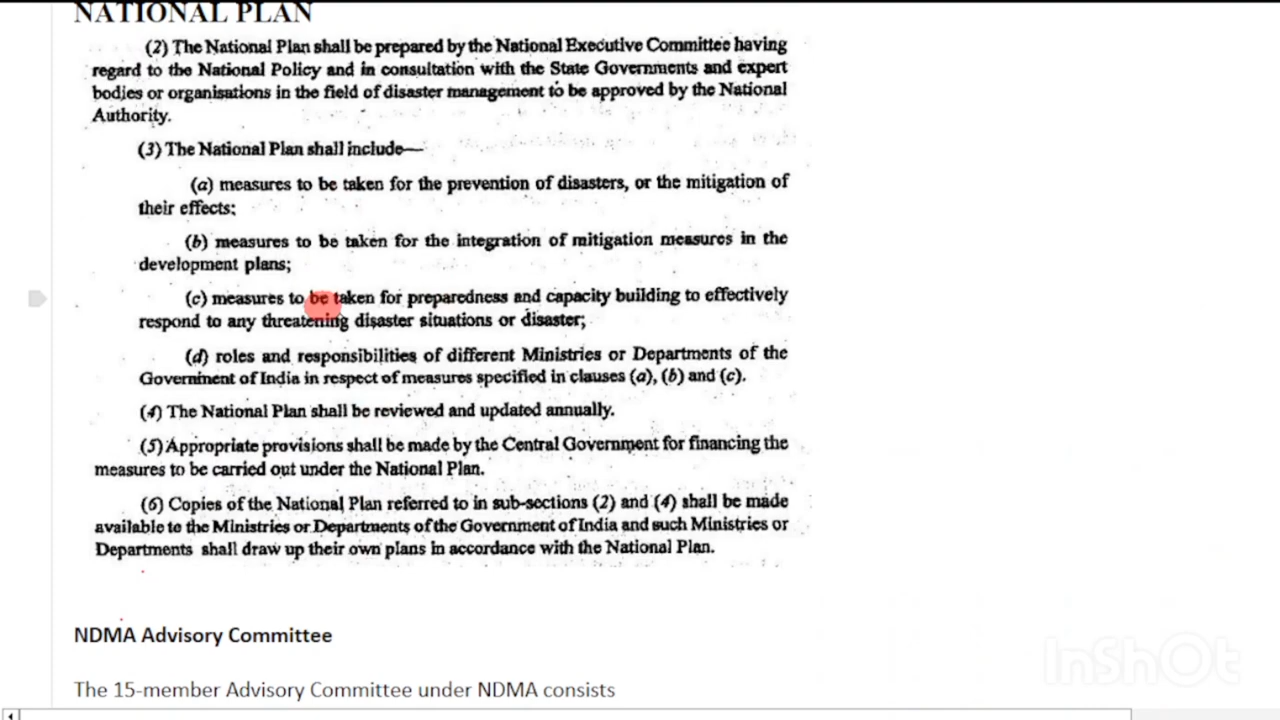 NATIONAL PLAN
(2) The National Plan shall be prepared by the National Executive Committee having
regard to the National Policy and in consultation with the State Governments and expert
bodies or organisations in the field of disaster management to be approved by the National
Authority.
(3) The National Plan shall include—
(a) measures to be taken for the prevention of disasters, or the mitigation of
their effects;
(b) measures to be taken for the integration of mitigation measures in the
development plans;
(c) measures to be taken for preparedness and capacity building to effectively
respond to any threatening disaster situations or disaster;
(d) roles and responsibilities of different Ministries or Departments of the
Government of India in respect of measures specified in clauses (a), (b) and (c).
(4) The National Plan shall be reviewed and updated annually.
(5) Appropriate provisions shall be made by the Central Government for financing the
measures to be carried out under the National Plan.
(6) Copies of the National Plan referred to in sub-sections (2) and (4) shall be made
available to the Ministries or Departments of the Government of India and such Ministries or
Departments shall draw up their own plans in accordance with the National Plan.
NDMA Advisory Committee
The 15-member Advisory Committee under NDMA consists
InShOt